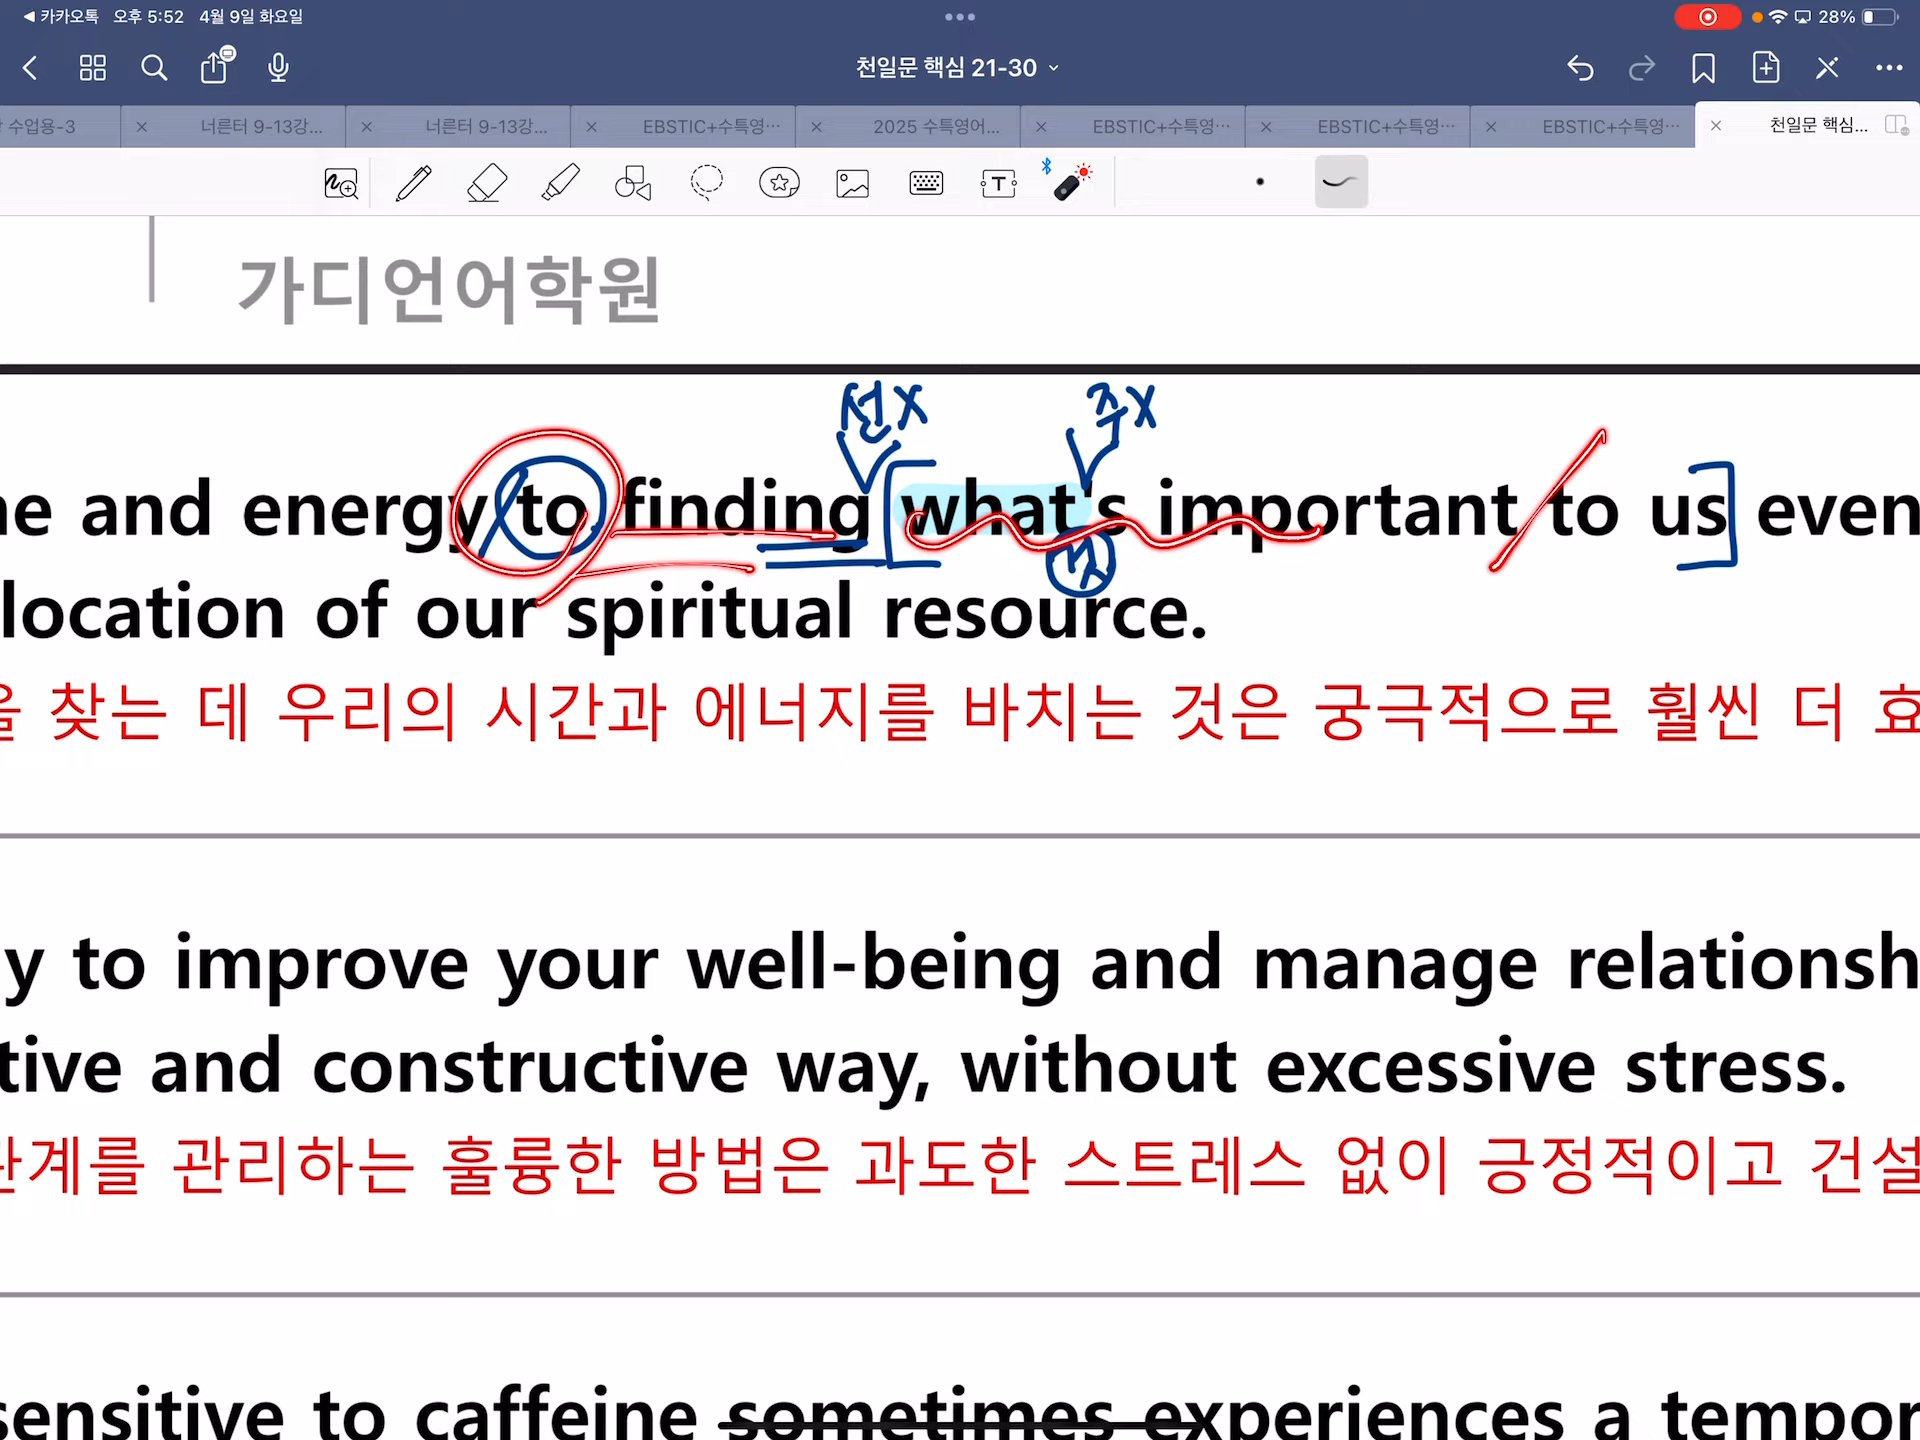 ◀ 카카오톡 오후 5:52 4월 9일 화요일
28%
천일문 핵심 21-30
수업용-3
너른터 9-13강...
너른터 9-13강...
EBSTIC+수특영...
2025 수특영어...
EBSTIC+수특영...
EBSTIC+수특영...
EBSTIC+수특영...
천일문 핵심...
가디언어학원
선X 주X
ne and energy to finding what's important to us even
location of our spiritual resource.
을 찾는 데 우리의 시간과 에너지를 바치는 것은 궁극적으로 훨씬 더 효
y to improve your well-being and manage relationsh
tive and constructive way, without excessive stress.
관계를 관리하는 훌륭한 방법은 과도한 스트레스 없이 긍정적이고 건설
sensitive to caffeine sometimes experiences a tempor